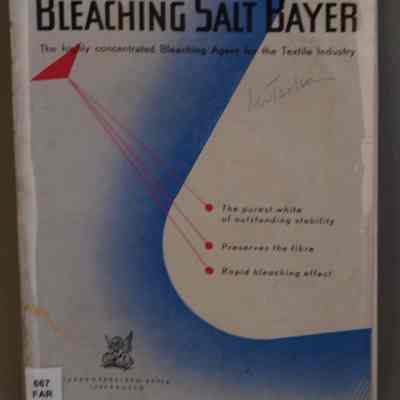 BLEACHING SALT BAYER
The highly concentrated Bleaching Agent for the Textile Industry
The purest white
of outstanding stability
Preserves the fibre
Rapid bleaching effect
667
FAR